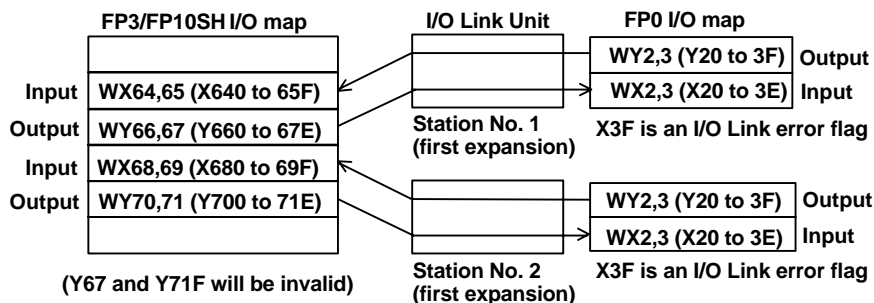 FP3/FP10SH I/O map
I/O Link Unit
FP0 I/O map
WY2,3 (Y20 to 3F)
Output
Input
WX64,65 (X640 to 65F)
WX2,3 (X20 to 3E)
Input
Output
WY66,67 (Y660 to 67E)
Station No. 1
(first expansion)
X3F is an I/O Link error flag
Input
WX68,69 (X680 to 69F)
Output
WY70,71 (Y700 to 71E)
WY2,3 (Y20 to 3F)
Output
WX2,3 (X20 to 3E)
Input
(Y67 and Y71F will be invalid)
Station No. 2
(first expansion)
X3F is an I/O Link error flag